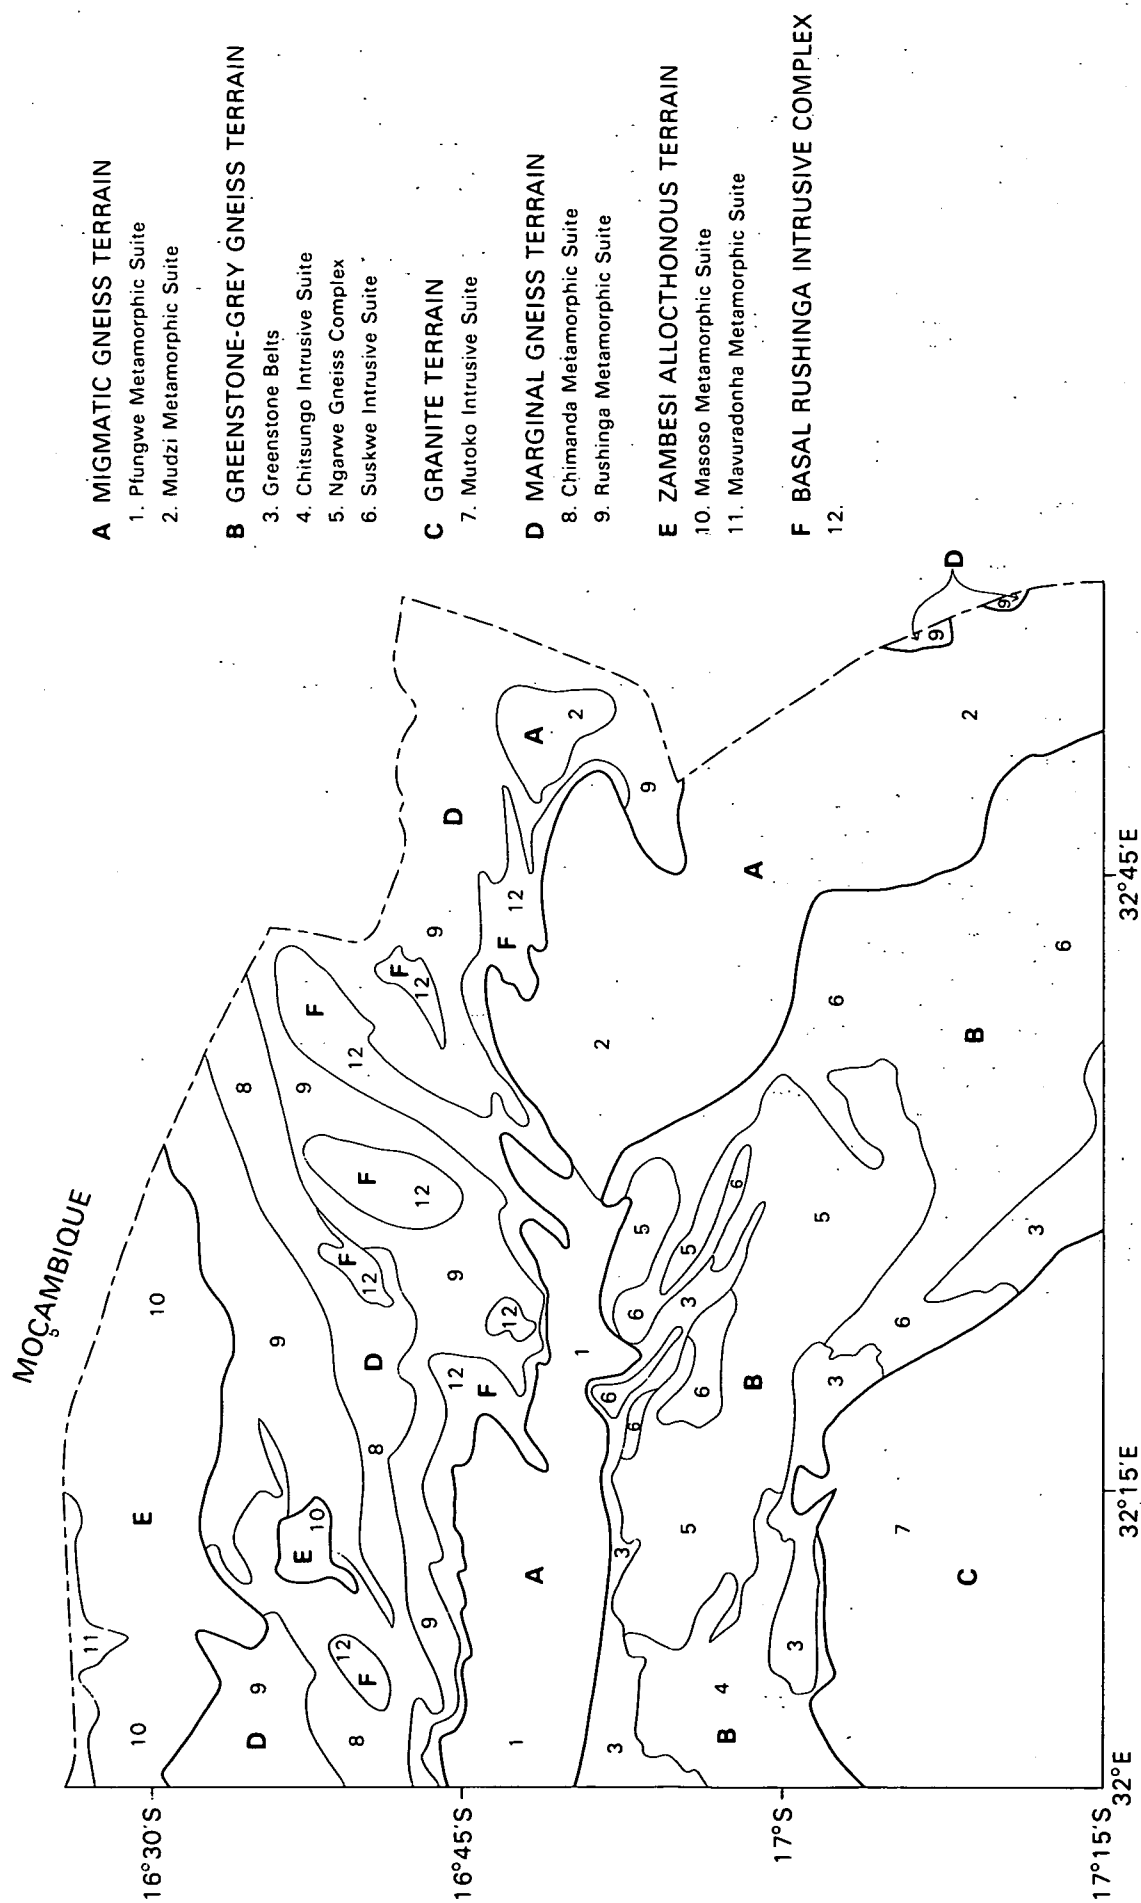 A MIGMATIC GNEISS TERRAIN
1. Pfungwe Metamorphic Suite
2. Mudzi Metamorphic Suite
B GREENSTONE-GREY GNEISS TERRAIN
3. Greenstone Belts
4. Chitsungo Intrusive Suite
5. Ngarwe Gneiss Complex
6. Suskwe Intrusive Suite
C GRANITE TERRAIN
7. Mutoko Intrusive Suite
D MARGINAL GNEISS TERRAIN
8. Chimanda Metamorphic Suite
9. Rushinga Metamorphic Suite
E ZAMBESI ALLOCTHONOUS TERRAIN
10. Masoso Metamorphic Suite
11. Mavuradonha Metamorphic Suite
F BASAL RUSHINGA INTRUSIVE COMPLEX
12.
MOÇAMBIQUE
16°30'S
16°45'S
17°S
17°15'S
32°E
32°15'E
32°45'E
10
11
E
10
D
9
8
F
12
E
10
9
8
D
9
8
9
F
12
F
12
F
12
F
12
9
D
9
12
F
12
F
12
9
A
2
9
D
9
9
1
A
1
2
A
2
3
3
B
4
5
3
6
6
6
B
6
3
5
5
6
5
3
6
3
6
B
6
C
7